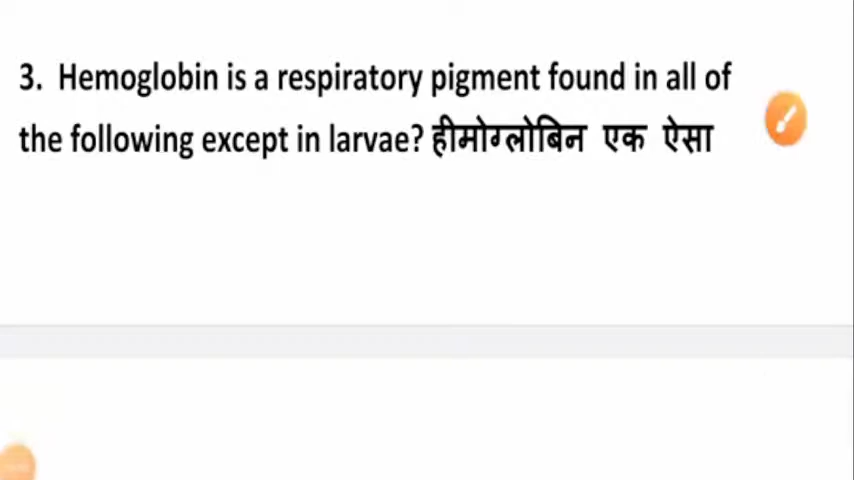 3. Hemoglobin is a respiratory pigment found in all of
the following except in larvae? हीमोग्लोबिन एक ऐसा